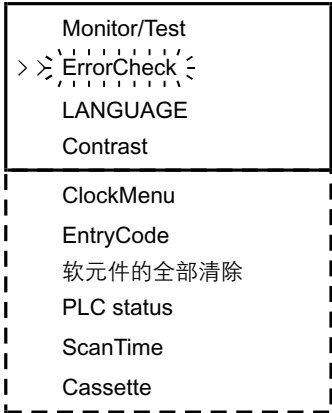 Monitor/Test
>> ErrorCheck
LANGUAGE
Contrast
ClockMenu
EntryCode
软元件的全部清除
PLC status
ScanTime
Cassette